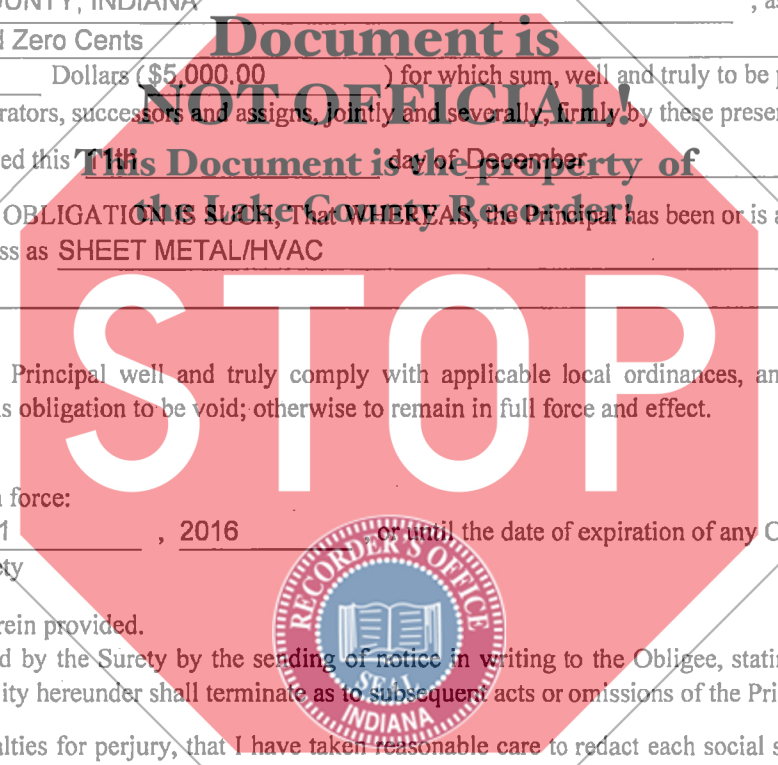 COUNTY, INDIANA , as
Document is
d Zero Cents
Dollars ($5,000.00 ) for which sum, well and truly to be p
NOT OFFICIAL!
rators, successors and assigns, jointly and severally, firmly by these presen
ed this 11th day of December
This Document is the property of
the Lake County Recorder!
OBLIGATION IS SUCH, That WHEREAS, the Principal has been or is a
ss as SHEET METAL/HVAC
STOP
Principal well and truly comply with applicable local ordinances, an
s obligation to be void; otherwise to remain in full force and effect.
n force:
1 , 2016 , or until the date of expiration of any C
ety
rein provided.
d by the Surety by the sending of notice in writing to the Obligee, stati
ity hereunder shall terminate as to subsequent acts or omissions of the Pri
RECORDER'S OFFICE
SEAL
INDIANA
alties for perjury, that I have taken reasonable care to redact each social s